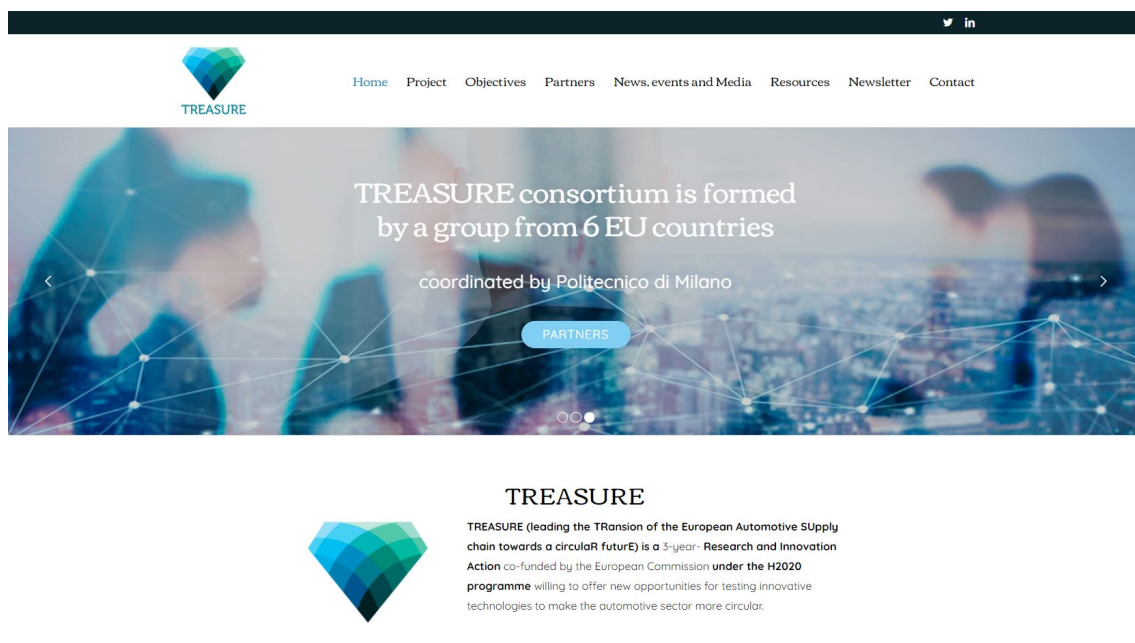 in
TREASURE
Home Project Objectives Partners News, events and Media Resources Newsletter Contact
TREASURE consortium is formed
by a group from 6 EU countries
coordinated by Politecnico di Milano
PARTNERS
TREASURE
TREASURE (leading the TRansion of the European Automotive SUpply
chain towards a circulaR futurE) is a 3-year- Research and Innovation
Action co-funded by the European Commission under the H2020
programme willing to offer new opportunities for testing innovative
technologies to make the automotive sector more circular.